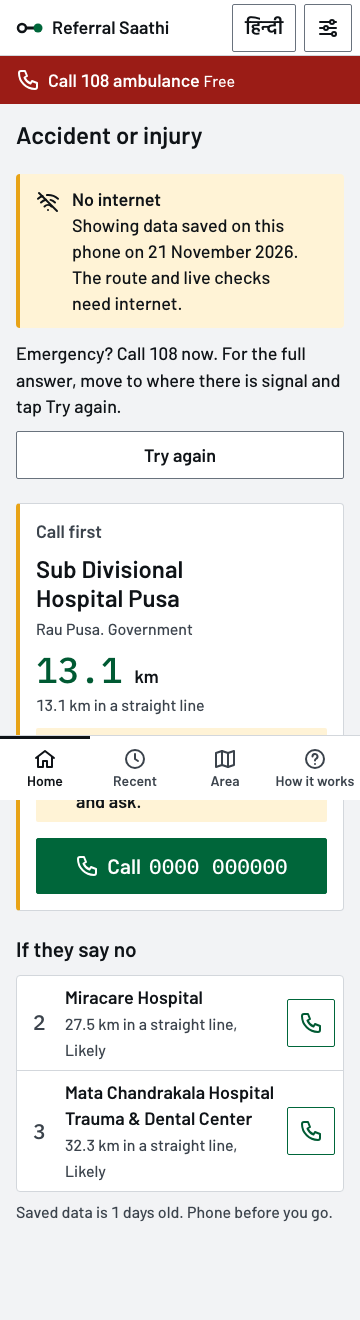 Referral Saathi
हिन्दी
Call 108 ambulance Free
Accident or injury
No internet
Showing data saved on this
phone on 21 November 2026.
The route and live checks
need internet.
Emergency? Call 108 now. For the full
answer, move to where there is signal and
tap Try again.
Try again
Call first
Sub Divisional
Hospital Pusa
Rau Pusa. Government
13.1 km
13.1 km in a straight line
Home
Recent
Area
How it works
and ask.
Call 0000 000000
If they say no
2
Miracare Hospital
27.5 km in a straight line,
Likely
3
Mata Chandrakala Hospital
Trauma & Dental Center
32.3 km in a straight line,
Likely
Saved data is 1 days old. Phone before you go.